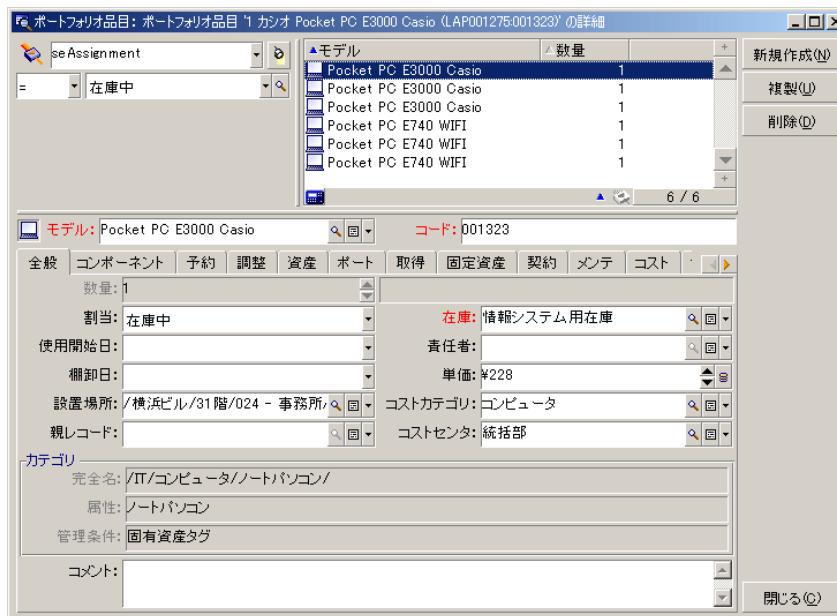 ポートフォリオ品目: ポートフォリオ品目 '1 カシオ Pocket PC E3000 Casio (LAP001275:001323)' の詳細
seAssignment
= 在庫中
モデル 数量
Pocket PC E3000 Casio 1
Pocket PC E3000 Casio 1
Pocket PC E3000 Casio 1
Pocket PC E740 WIFI 1
Pocket PC E740 WIFI 1
Pocket PC E740 WIFI 1
6 / 6
新規作成(N)
複製(U)
削除(D)
モデル: Pocket PC E3000 Casio コード: 001323
全般 コンポーネント 予約 調整 資産 ポート 取得 固定資産 契約 メンテ コスト
数量: 1
割当: 在庫中 在庫: 情報システム用在庫
使用開始日: 責任者:
棚卸日: 単価: ¥228
設置場所: /横浜ビル/31階/024 - 事務所/ コストカテゴリ: コンピュータ
親レコード: コストセンタ: 統括部
カテゴリ
完全名: /IT/コンピュータ/ノートパソコン/
属性: ノートパソコン
管理条件: 固有資産タグ
コメント:
閉じる(C)